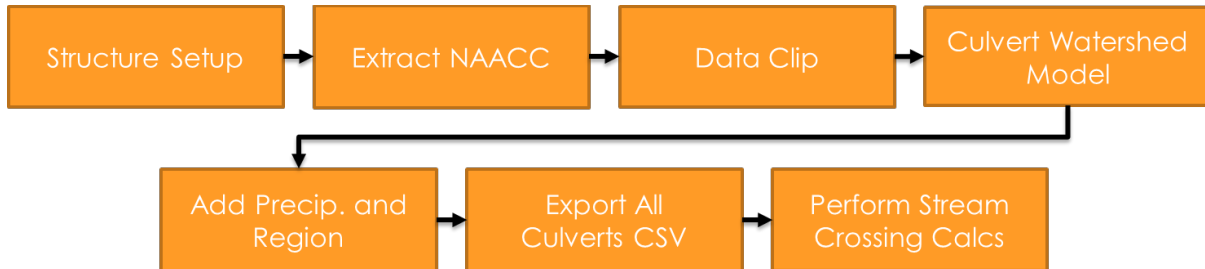 Structure Setup
Extract NAACC
Data Clip
Culvert Watershed
Model
Add Precip. and
Region
Export All
Culverts CSV
Perform Stream
Crossing Calcs